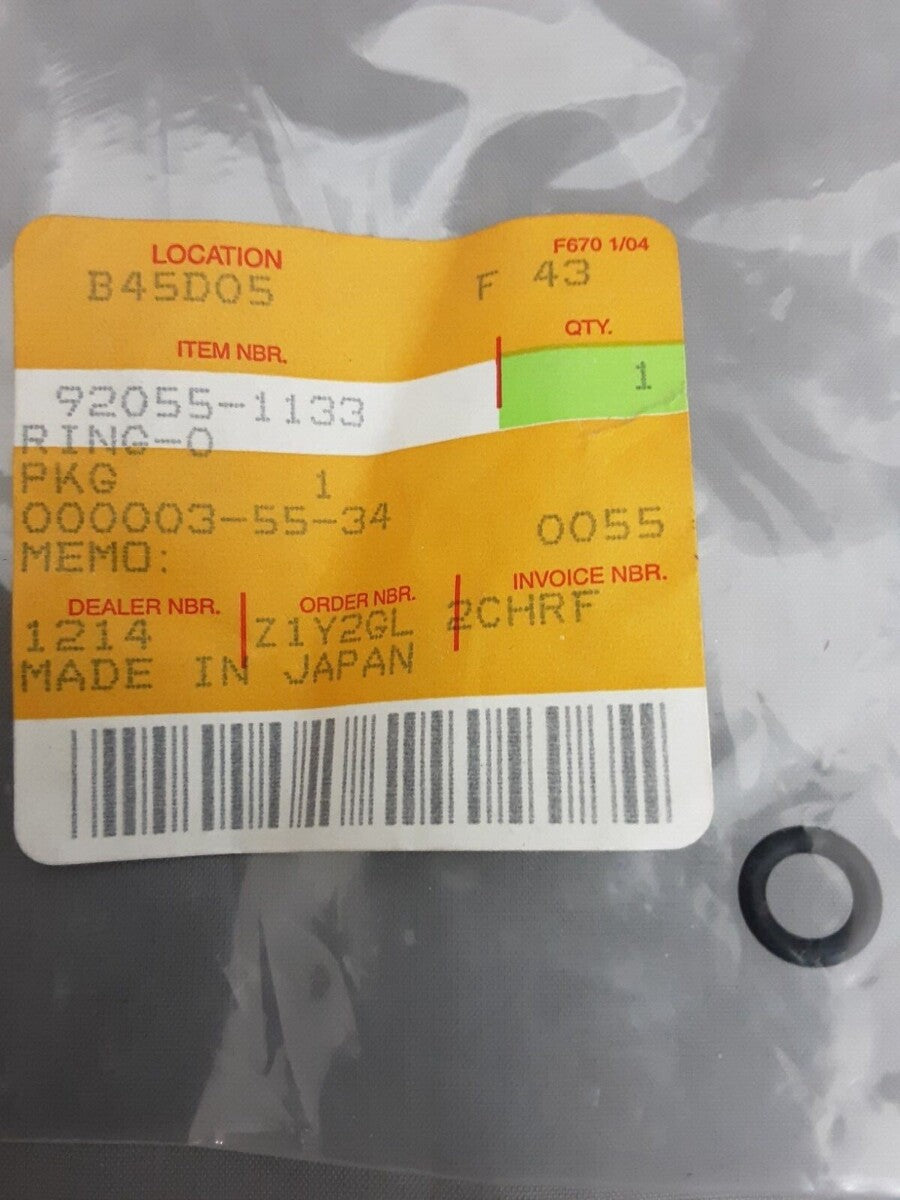 LOCATION F670 1/04
B45D05 F 43
ITEM NBR. QTY.
92055-1133 1
RING-O
PKG 1
000003-55-34 0055
MEMO:
DEALER NBR. ORDER NBR. INVOICE NBR.
1214 Z1Y2GL 2CHRF
MADE IN JAPAN